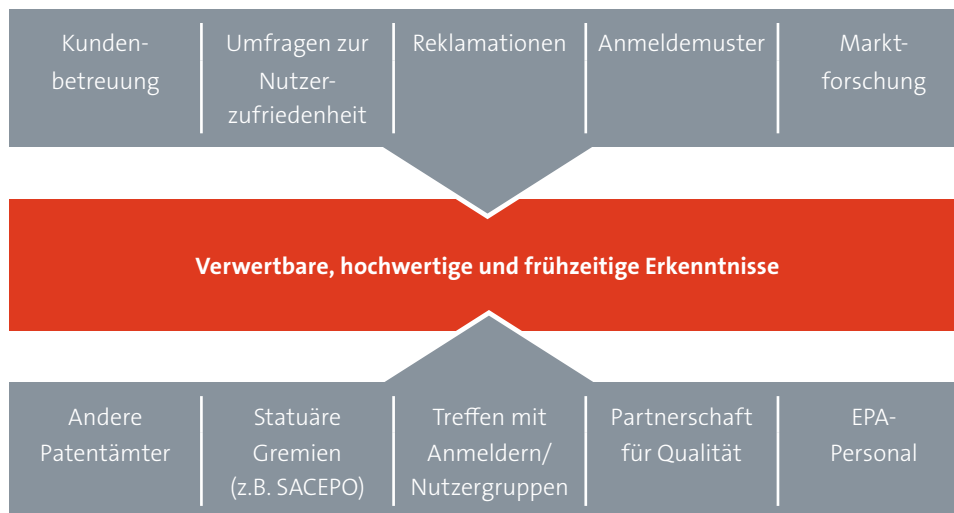 Kunden-
betreuung
Umfragen zur
Nutzer-
zufriedenheit
Reklamationen
Anmeldemuster
Markt-
forschung
Verwertbare, hochwertige und frühzeitige Erkenntnisse
Andere
Patentämter
Statuäre
Gremien
(z.B. SACEPO)
Treffen mit
Anmeldern/
Nutzergruppen
Partnerschaft
für Qualität
EPA-
Personal